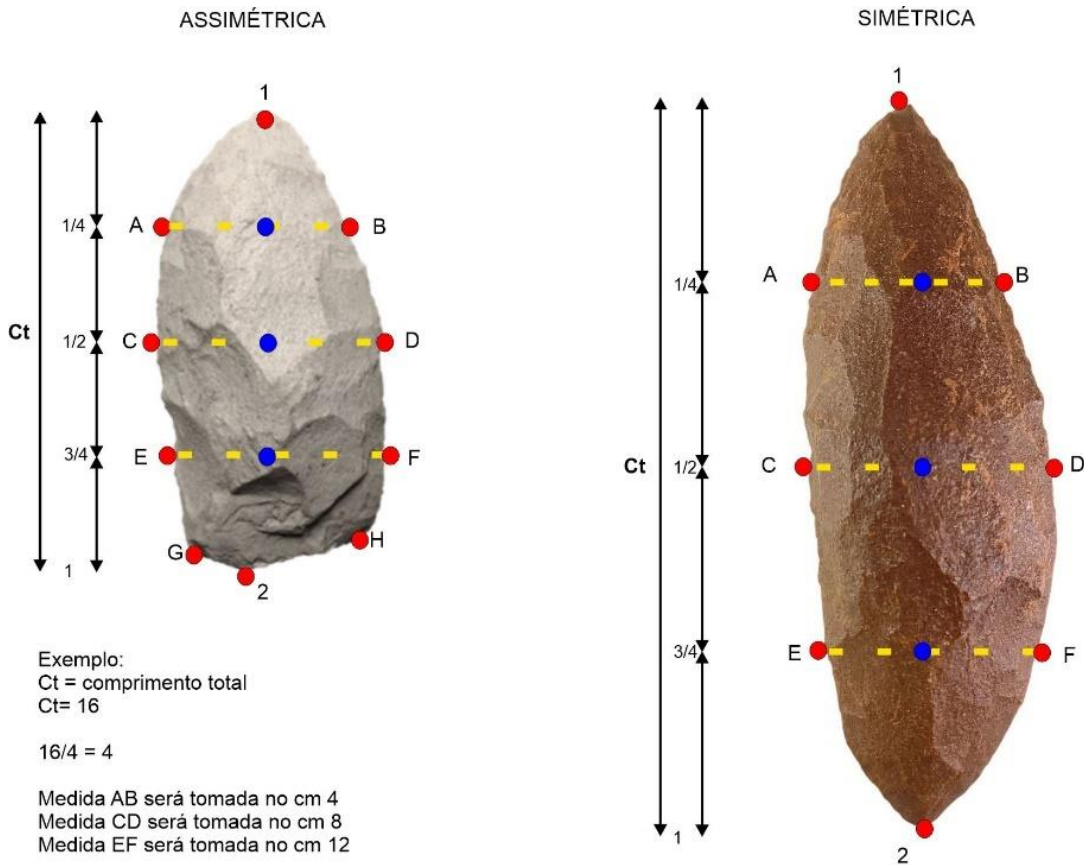 ASSIMÉTRICA
1
A
B
1/4
C
D
1/2
Ct
E
F
3/4
G
H
1
2
Exemplo:
Ct = comprimento total
Ct= 16
16/4 = 4
Medida AB será tomada no cm 4
Medida CD será tomada no cm 8
Medida EF será tomada no cm 12
SIMÉTRICA
1
A
B
1/4
Ct
C
D
1/2
E
F
3/4
1
2